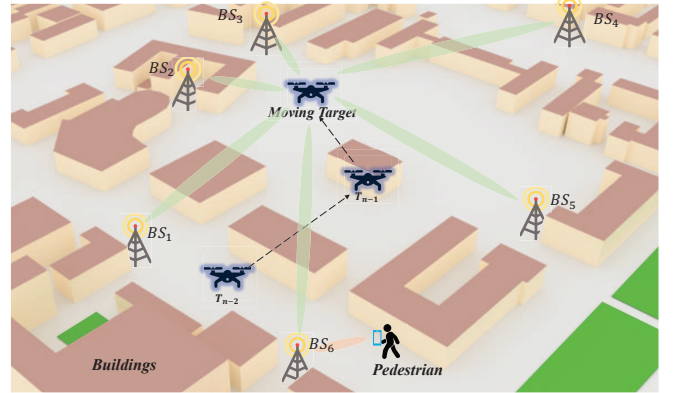 BS₃
BS₄
BS₂
Moving Target
Tₙ₋₁
BS₅
BS₁
Tₙ₋₂
BS₆
Buildings
Pedestrian